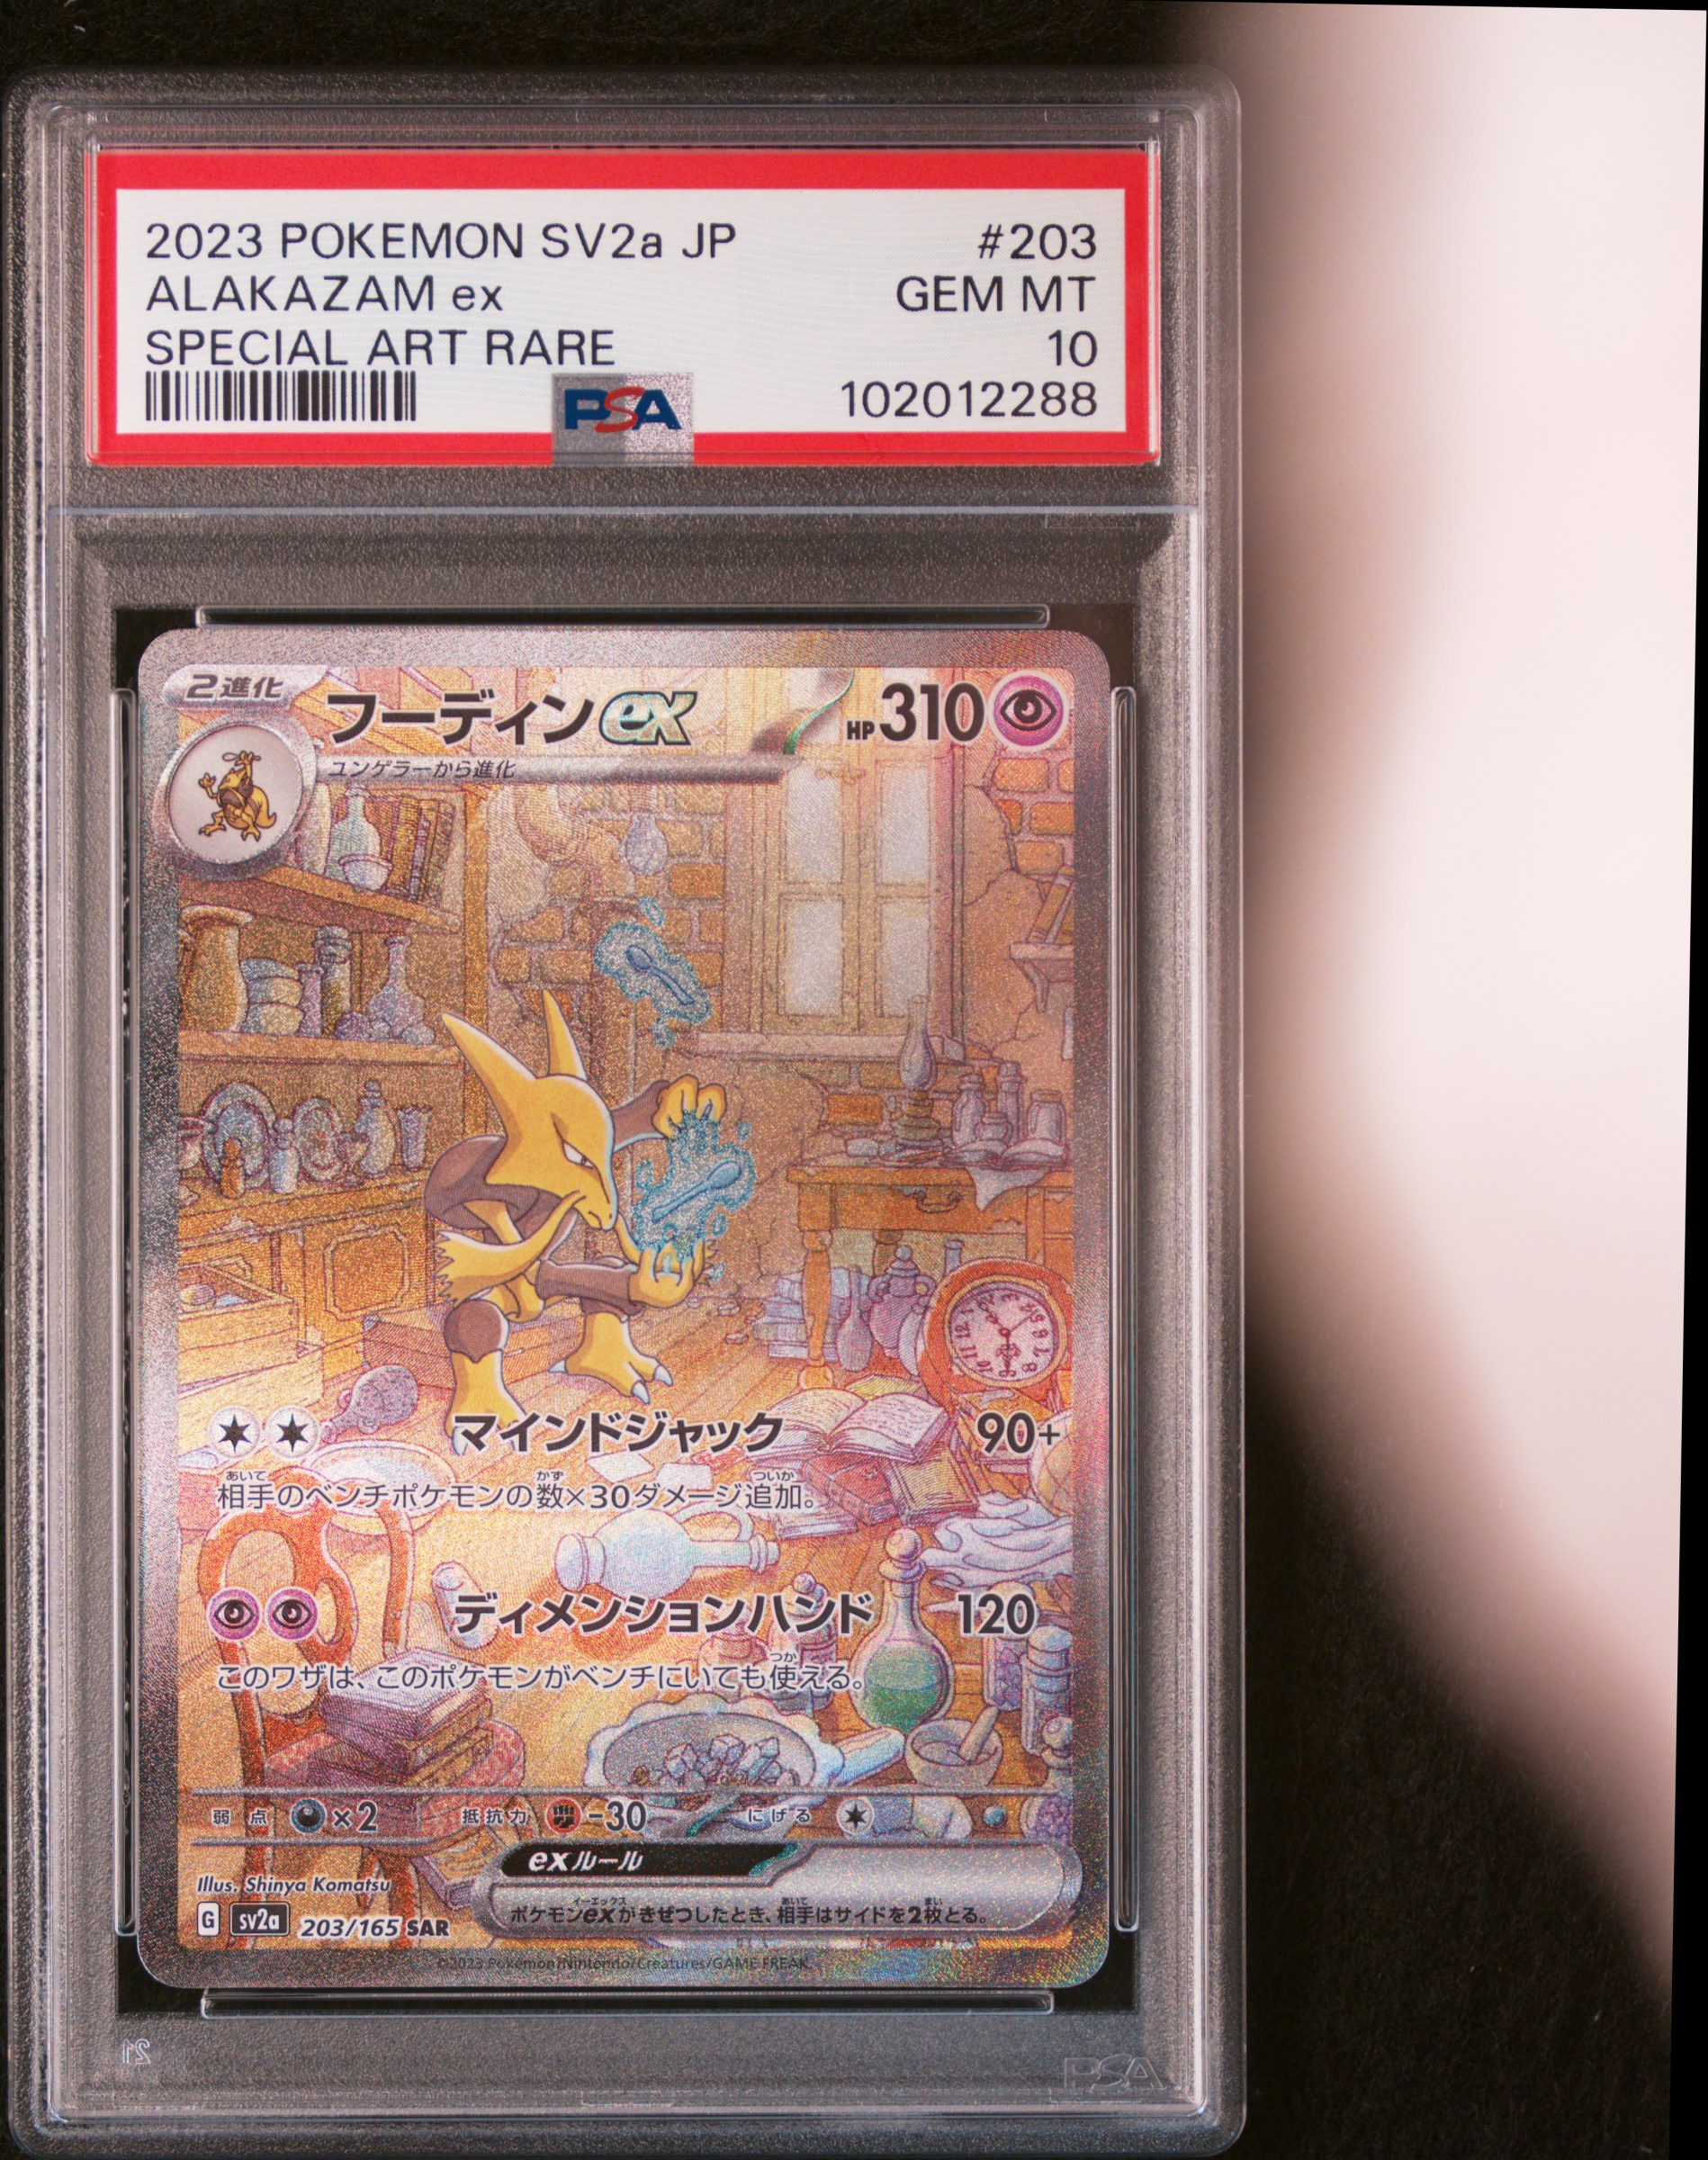 2023 POKEMON SV2a JP #203
ALAKAZAM ex GEM MT
SPECIAL ART RARE 10
PSA 102012288
2進化 フーディンex HP310
ユンゲラーから進化
マインドジャック 90+
あいて かず ついか
相手のベンチポケモンの数×30ダメージ追加。
ディメンションハンド 120
つか
このワザは、このポケモンがベンチにいても使える。
弱点 ×2 抵抗力 -30 にげる
exルール
Illus. Shinya Komatsu
イーエックス あいて まい
ポケモンexがきぜつしたとき、相手はサイドを2枚とる。
G sv2a 203/165 SAR
©2023 Pokémon/Nintendo/Creatures/GAME FREAK.
21
PSA